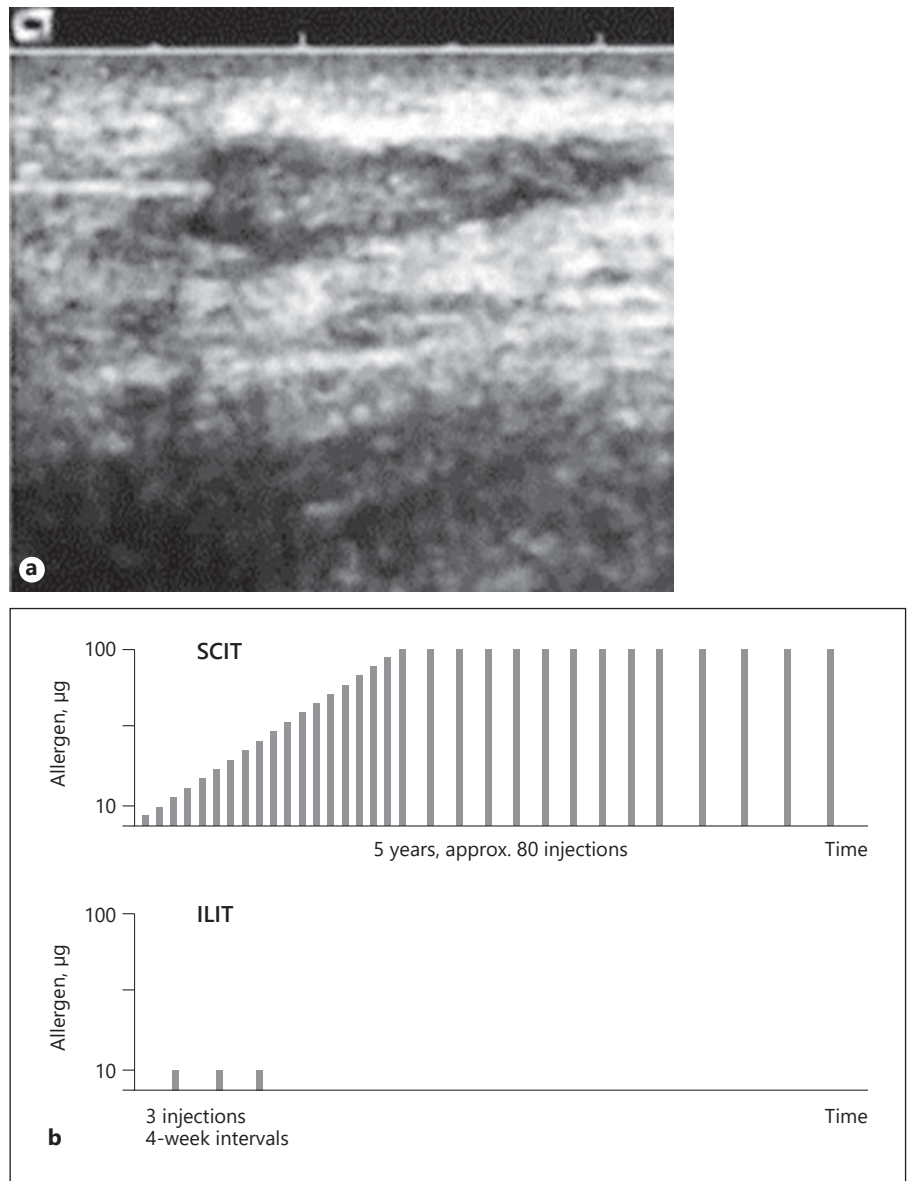 a
SCIT
100
10
Allergen, µg
5 years, approx. 80 injections
Time
ILIT
100
10
Allergen, µg
3 injections
4-week intervals
Time
b